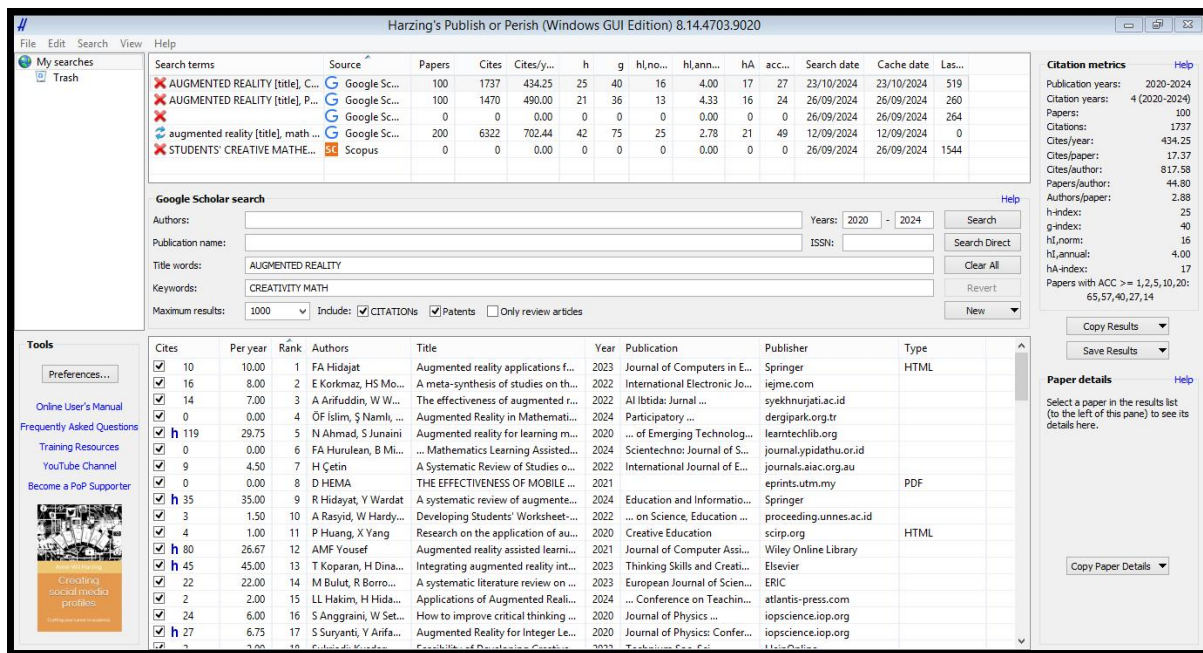 Harzing's Publish or Perish (Windows GUI Edition) 8.14.4703.9020
File Edit Search View Help
My searches
Trash
Search terms Source Papers Cites Cites/y... h g hI,no... hI,ann... hA acc... Search date Cache date Las...
AUGMENTED REALITY [title], C... Google Sc... 100 1737 434.25 25 40 16 4.00 17 27 23/10/2024 23/10/2024 519
AUGMENTED REALITY [title], P... Google Sc... 100 1470 490.00 21 36 13 4.33 16 24 26/09/2024 26/09/2024 260
Google Sc... 0 0 0.00 0 0 0 0.00 0 0 26/09/2024 26/09/2024 264
augmented reality [title], math ... Google Sc... 200 6322 702.44 42 75 25 2.78 21 49 12/09/2024 12/09/2024 0
STUDENTS' CREATIVE MATHE... SC Scopus 0 0 0.00 0 0 0 0.00 0 0 26/09/2024 26/09/2024 1544
Google Scholar search Help
Authors: Years: 2020 - 2024 Search
Publication name: ISSN: Search Direct
Title words: AUGMENTED REALITY Clear All
Keywords: CREATIVITY MATH Revert
Maximum results: 1000 Include: CITATIONs Patents Only review articles New
Cites Per year Rank Authors Title Year Publication Publisher Type
10 10.00 1 FA Hidajat Augmented reality applications f... 2023 Journal of Computers in E... Springer HTML
16 8.00 2 E Korkmaz, HS Mo... A meta-synthesis of studies on th... 2022 International Electronic Jo... iejme.com
14 7.00 3 A Arifuddin, W W... The effectiveness of augmented r... 2022 Al Ibtida: Jurnal ... syekhnurjati.ac.id
0 0.00 4 ÖF İslim, Ş Namlı, ... Augmented Reality in Mathemati... 2024 Participatory ... dergipark.org.tr
h 119 29.75 5 N Ahmad, S Junaini Augmented reality for learning m... 2020 ... of Emerging Technolog... learntechlib.org
0 0.00 6 FA Hurulean, B Mi... ... Mathematics Learning Assisted... 2024 Scientechno: Journal of S... journal.ypidathu.or.id
9 4.50 7 H Çetin A Systematic Review of Studies o... 2022 International Journal of E... journals.aiac.org.au
0 0.00 8 D HEMA THE EFFECTIVENESS OF MOBILE ... 2021 eprints.utm.my PDF
h 35 35.00 9 R Hidayat, Y Wardat A systematic review of augmente... 2024 Education and Informatio... Springer
3 1.50 10 A Rasyid, W Hardy... Developing Students' Worksheet-... 2022 ... on Science, Education ... proceeding.unnes.ac.id
4 1.00 11 P Huang, X Yang Research on the application of au... 2020 Creative Education scirp.org HTML
h 80 26.67 12 AMF Yousef Augmented reality assisted learni... 2021 Journal of Computer Assi... Wiley Online Library
h 45 45.00 13 T Koparan, H Dina... Integrating augmented reality int... 2023 Thinking Skills and Creati... Elsevier
22 22.00 14 M Bulut, R Borro... A systematic literature review on ... 2023 European Journal of Scien... ERIC
2 2.00 15 LL Hakim, H Hida... Applications of Augmented Reali... 2024 ... Conference on Teachin... atlantis-press.com
24 6.00 16 S Anggraini, W Set... How to improve critical thinking ... 2020 Journal of Physics ... iopscience.iop.org
h 27 6.75 17 S Suryanti, Y Arifa... Augmented Reality for Integer Le... 2020 Journal of Physics: Confer... iopscience.iop.org
Tools
Preferences...
Online User's Manual
Frequently Asked Questions
Training Resources
YouTube Channel
Become a PoP Supporter
Creating
social media
profiles
Citation metrics Help
Publication years: 2020-2024
Citation years: 4 (2020-2024)
Papers: 100
Citations: 1737
Cites/year: 434.25
Cites/paper: 17.37
Cites/author: 817.58
Papers/author: 44.80
Authors/paper: 2.88
h-index: 25
g-index: 40
hI,norm: 16
hI,annual: 4.00
hA-index: 17
Papers with ACC >= 1,2,5,10,20:
65,57,40,27,14
Copy Results
Save Results
Paper details Help
Select a paper in the results list
(to the left of this pane) to see its
details here.
Copy Paper Details